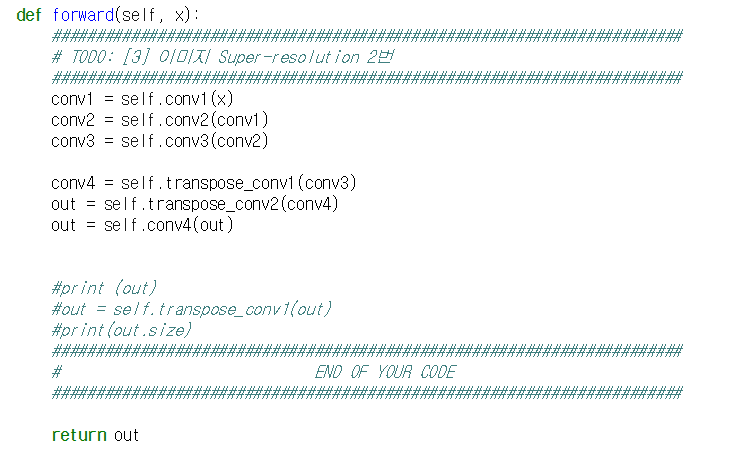 def forward(self, x):
########################################################################
# TODO: [3] 이미지 Super-resolution 2번
########################################################################
conv1 = self.conv1(x)
conv2 = self.conv2(conv1)
conv3 = self.conv3(conv2)
conv4 = self.transpose_conv1(conv3)
out = self.transpose_conv2(conv4)
out = self.conv4(out)
#print (out)
#out = self.transpose_conv1(out)
#print(out.size)
########################################################################
# END OF YOUR CODE
########################################################################
return out